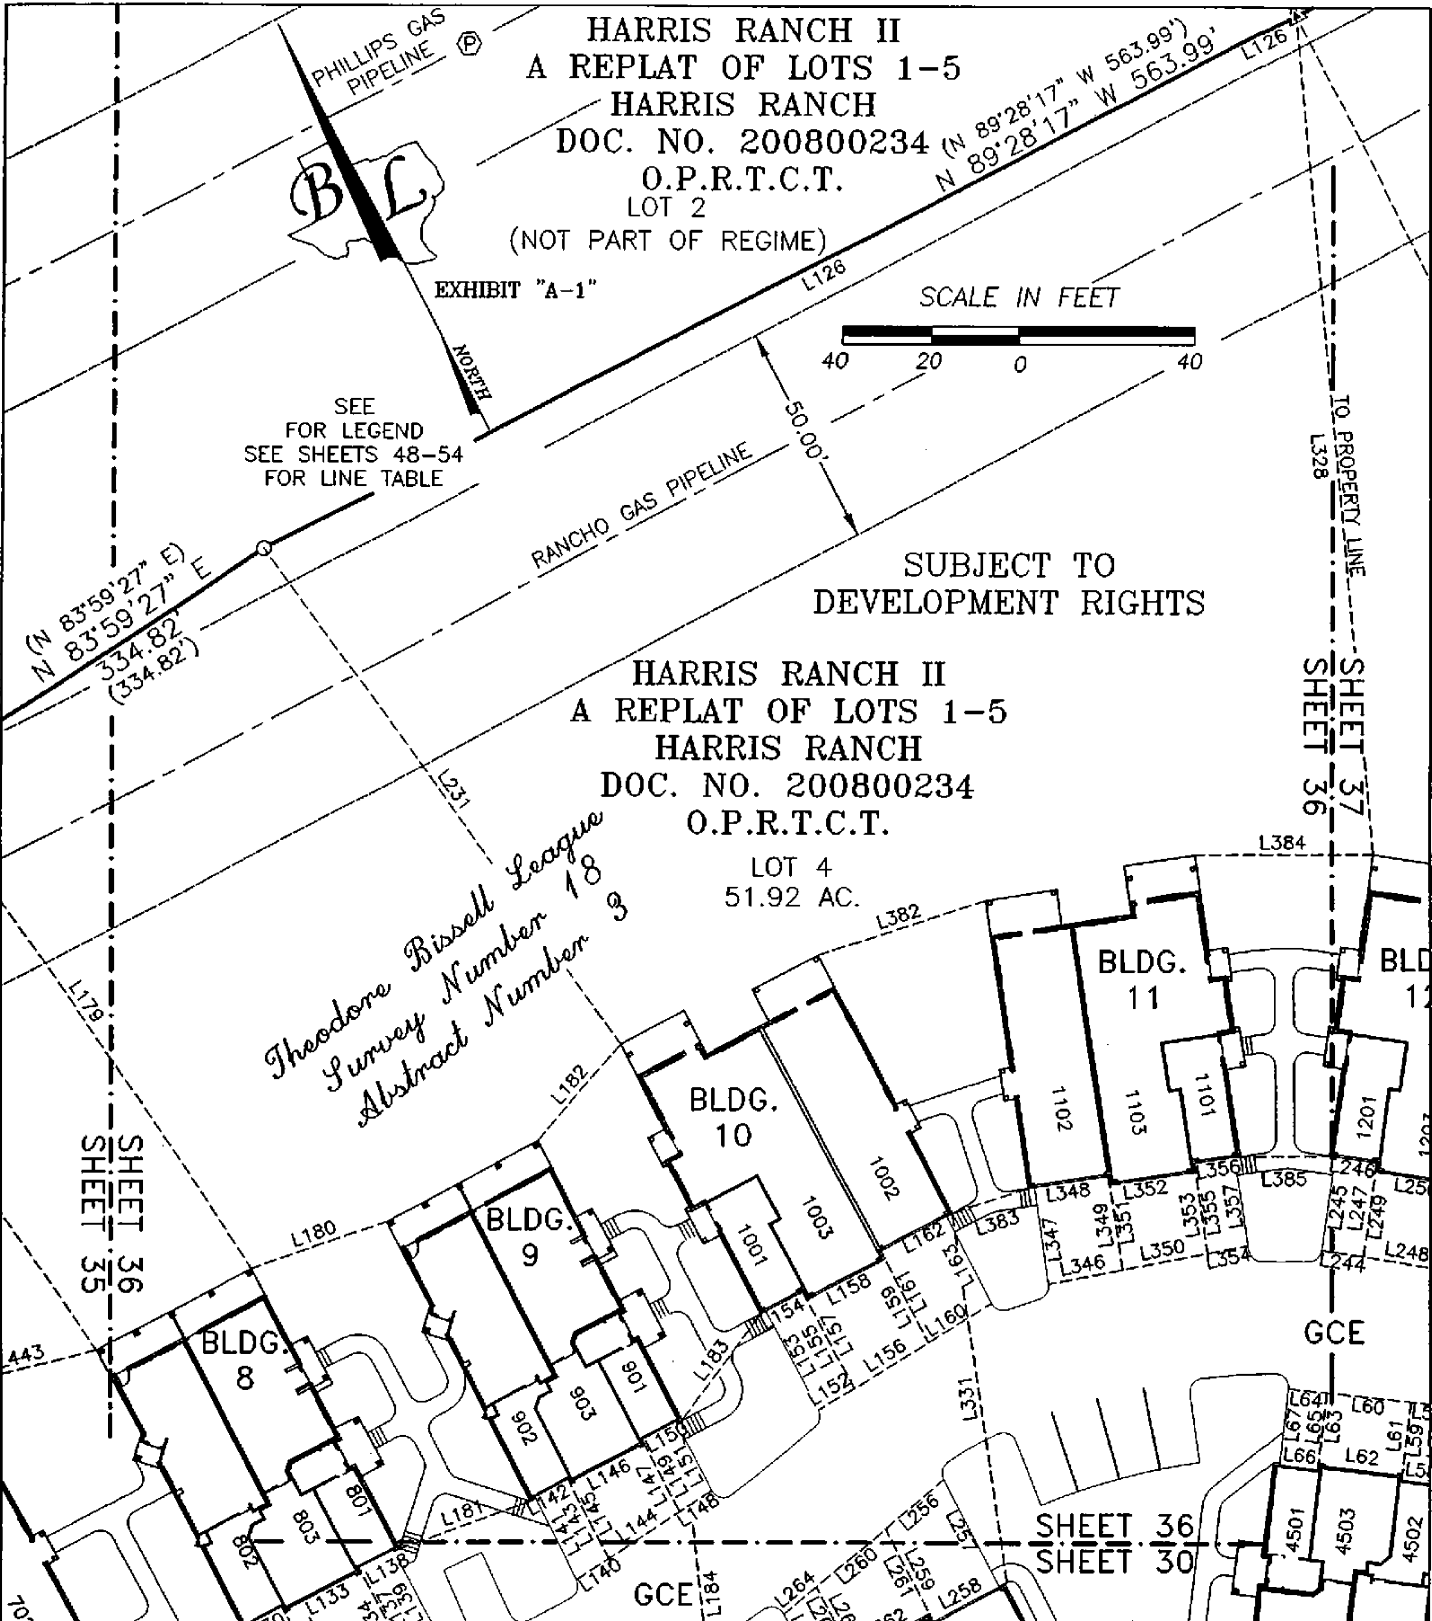 PHILLIPS GAS
PIPELINE
P
HARRIS RANCH II
A REPLAT OF LOTS 1-5
HARRIS RANCH
DOC. NO. 200800234
O.P.R.T.C.T.
LOT 2
(NOT PART OF REGIME)
(N 89°28'17" W 563.99')
N 89°28'17" W 563.99'
L126
L126
BL
EXHIBIT "A-1"
NORTH
SCALE IN FEET
40 20 0 40
SEE
FOR LEGEND
SEE SHEETS 48-54
FOR LINE TABLE
50.00'
RANCHO GAS PIPELINE
TO PROPERTY LINE
L328
(N 83°59'27" E)
N 83°59'27" E
334.82'
(334.82')
SUBJECT TO
DEVELOPMENT RIGHTS
HARRIS RANCH II
A REPLAT OF LOTS 1-5
HARRIS RANCH
DOC. NO. 200800234
O.P.R.T.C.T.
LOT 4
51.92 AC.
SHEET 37
SHEET 36
L231
Theodore Bissell League
Survey Number 18
Abstract Number 3
L179
L384
L382
BLDG.
11
BLD
12
L182
BLDG.
10
1102
1103
1101
1201
SHEET 36
SHEET 35
L180
BLDG.
9
1002
1003
1001
L162
L163
L383
L348
L352
L356
L385
L246
L347
L349
L351
L353
L355
L357
L245
L247
L249
L346
L350
L354
L244
L248
L443
BLDG.
8
L183
L154
L158
L153
L155
L157
L159
L161
L160
L156
L152
GCE
901
902
903
L331
L64
L60
L67
L65
L63
L61
L59
L66
L62
L150
L146
L147
L149
L151
L148
L142
L141
L143
L145
L144
L140
L181
801
802
803
L138
L133
L139
GCE
L184
L256
L257
L260
L259
L261
L264
L258
SHEET 36
SHEET 30
4501
4503
4502